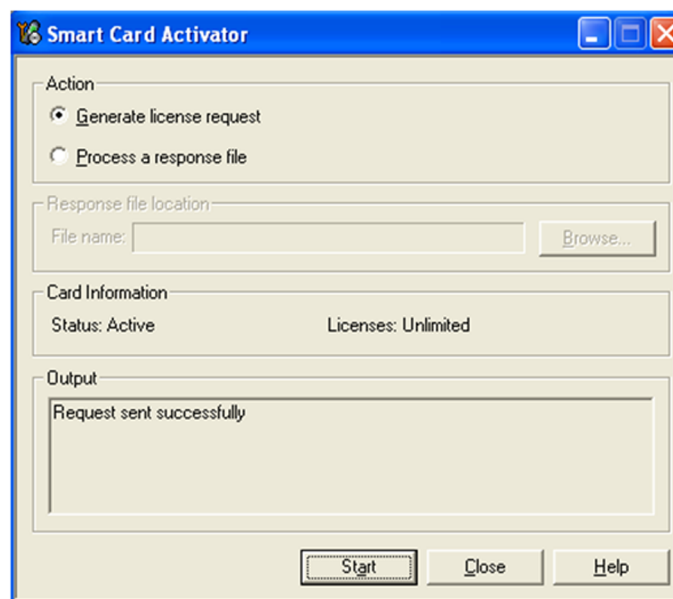 Smart Card Activator
Action
Generate license request
Process a response file
Response file location
File name:
Browse...
Card Information
Status: Active Licenses: Unlimited
Output
Request sent successfully
Start Close Help